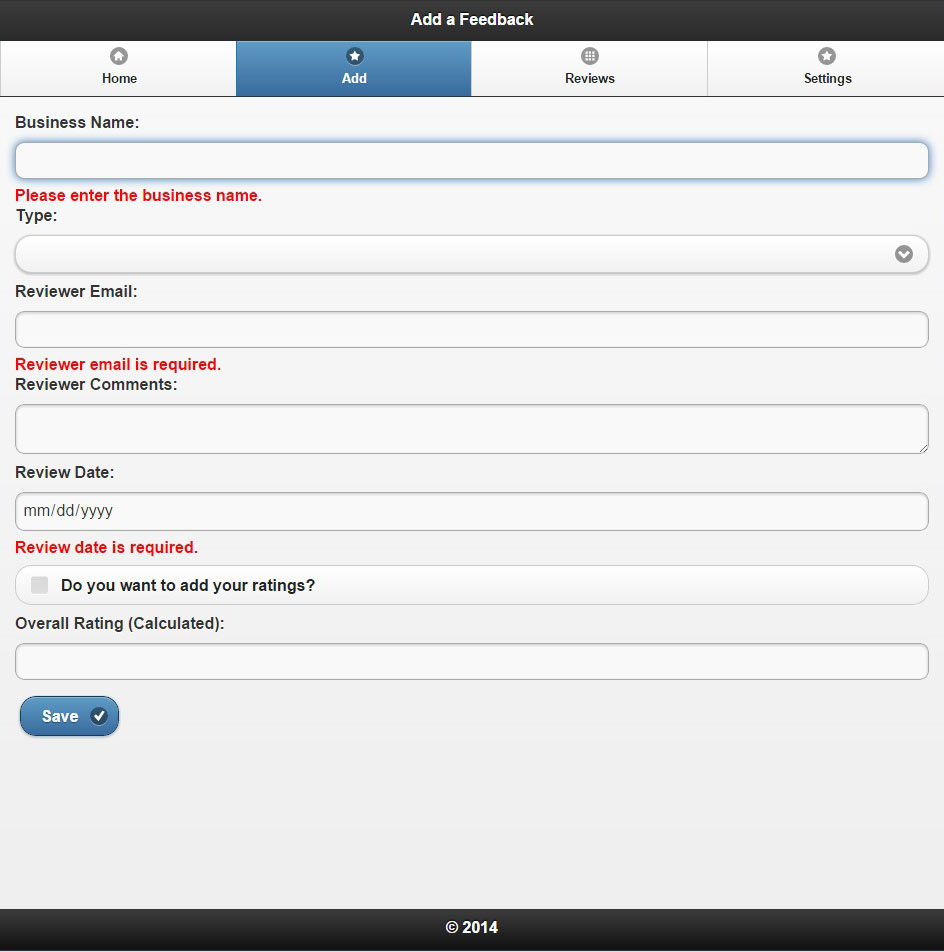 Add a Feedback
Home Add Reviews Settings
Business Name:
Please enter the business name.
Type:
Reviewer Email:
Reviewer email is required.
Reviewer Comments:
Review Date:
mm/dd/yyyy
Review date is required.
Do you want to add your ratings?
Overall Rating (Calculated):
Save
© 2014